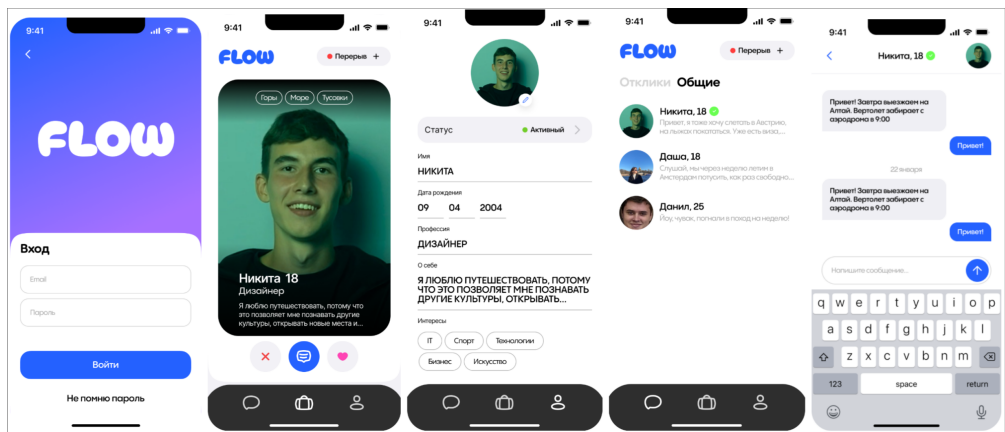 9:41
FLOW
Вход
Email
Пароль
Войти
Не помню пароль
9:41
FLOW
Перерыв +
Горы
Море
Тусовки
Никита 18
Дизайнер
Я люблю путешествовать, потому что
это позволяет мне познавать другие
культуры, открывать новые места и...
9:41
Статус
Активный
Имя
НИКИТА
Дата рождения
09 04 2004
Профессия
ДИЗАЙНЕР
О себе
Я ЛЮБЛЮ ПУТЕШЕСТВОВАТЬ, ПОТОМУ
ЧТО ЭТО ПОЗВОЛЯЕТ МНЕ ПОЗНАВАТЬ
ДРУГИЕ КУЛЬТУРЫ, ОТКРЫВАТЬ...
Интересы
IT
Спорт
Технологии
Бизнес
Искусство
9:41
FLOW
Перерыв +
Отклики Общие
Никита, 18
Привет, я тоже хочу слетать в Австрию,
на лыжах покататься. Уже есть виза,...
Даша, 18
Слушай, мы через неделю летим в
Амстердам потусить, как раз свободно...
Данил, 25
Йоу, чувак, погнали в поход на неделю!
9:41
Никита, 18
Привет! Завтра выезжаем на
Алтай. Вертолет забирает с
аэродрома в 9:00
Привет!
22 января
Привет! Завтра выезжаем на
Алтай. Вертолет забирает с
аэродрома в 9:00
Привет!
Напишите сообщение...
q w e r t y u i o p
a s d f g h j k l
z x c v b n m
123 space return